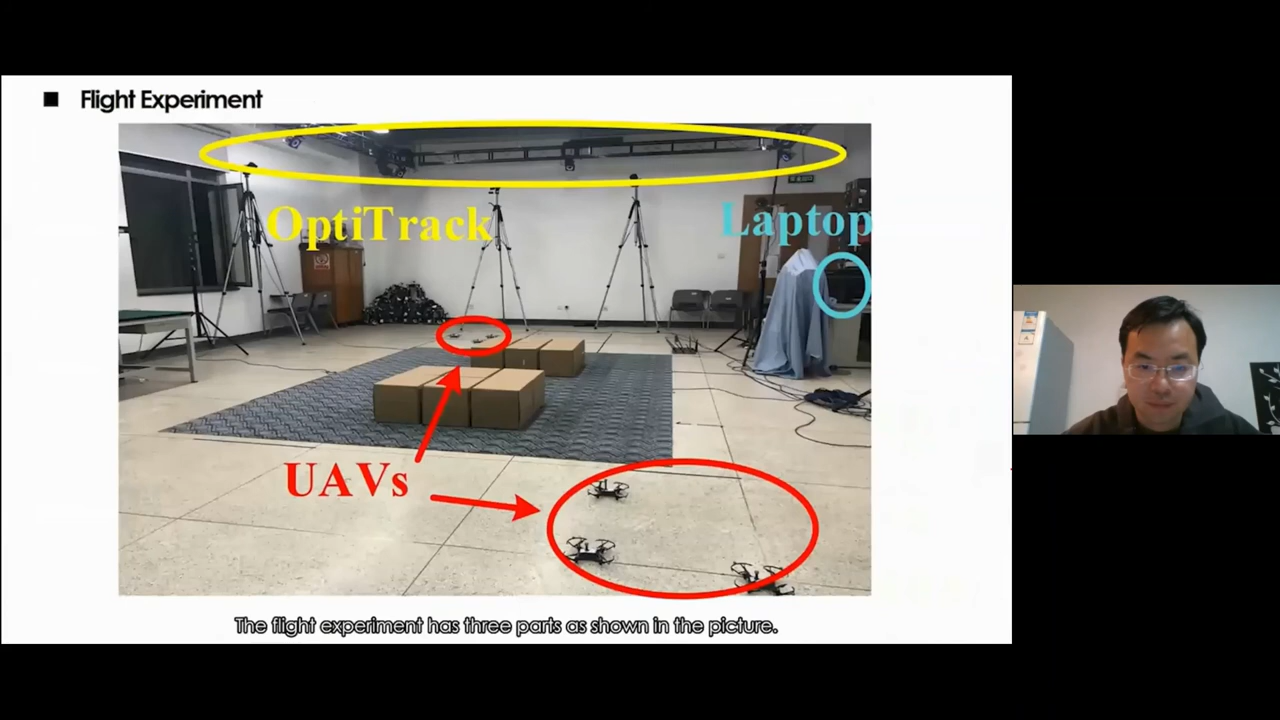 Flight Experiment
OptiTrack
Laptop
UAVs
The flight experiment has three parts as shown in the picture.